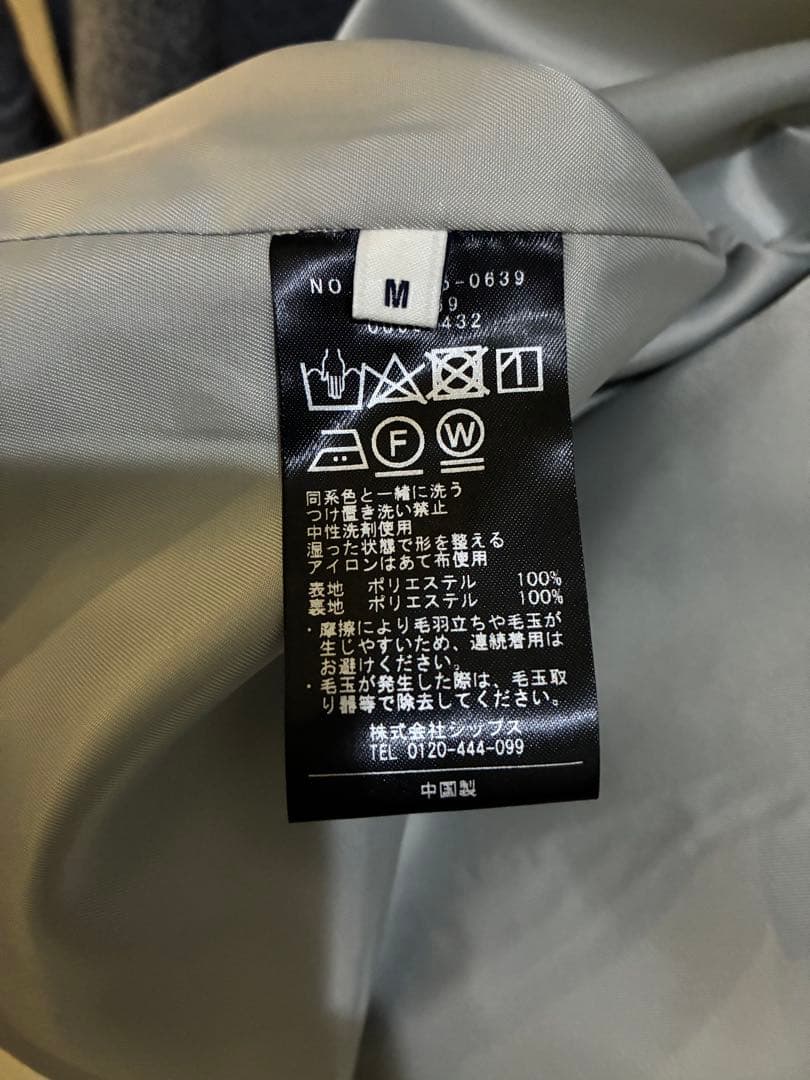 M
NO
-0639
432
F
W
同系色と一緒に洗う
つけ置き洗い禁止
中性洗剤使用
湿った状態で形を整える
アイロンはあて布使用
表地 ポリエステル 100%
裏地 ポリエステル 100%
・摩擦により毛羽立ちや毛玉が
生じやすいため、連続着用は
お避けください。
・毛玉が発生した際は、毛玉取
り器等で除去してください。
株式会社シップス
TEL 0120-444-099
中国製